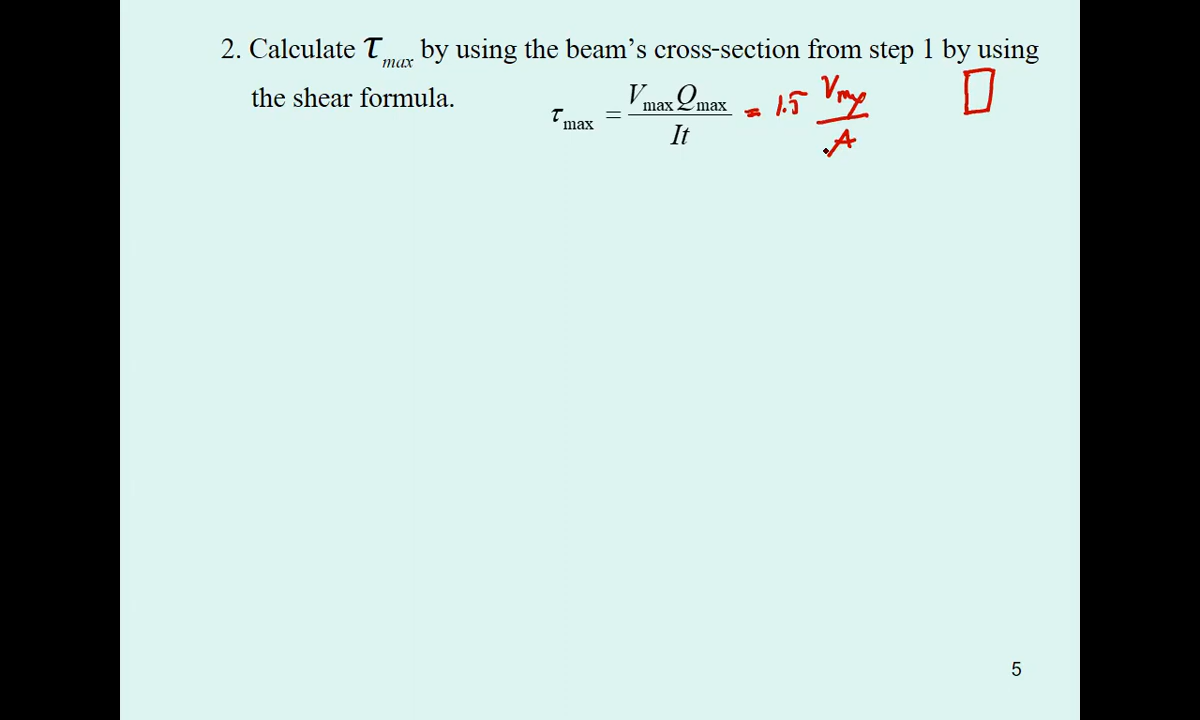 2. Calculate τmax by using the beam's cross-section from step 1 by using
the shear formula.
τmax = VmaxQmax / It = 1.5 Vmax / A
5